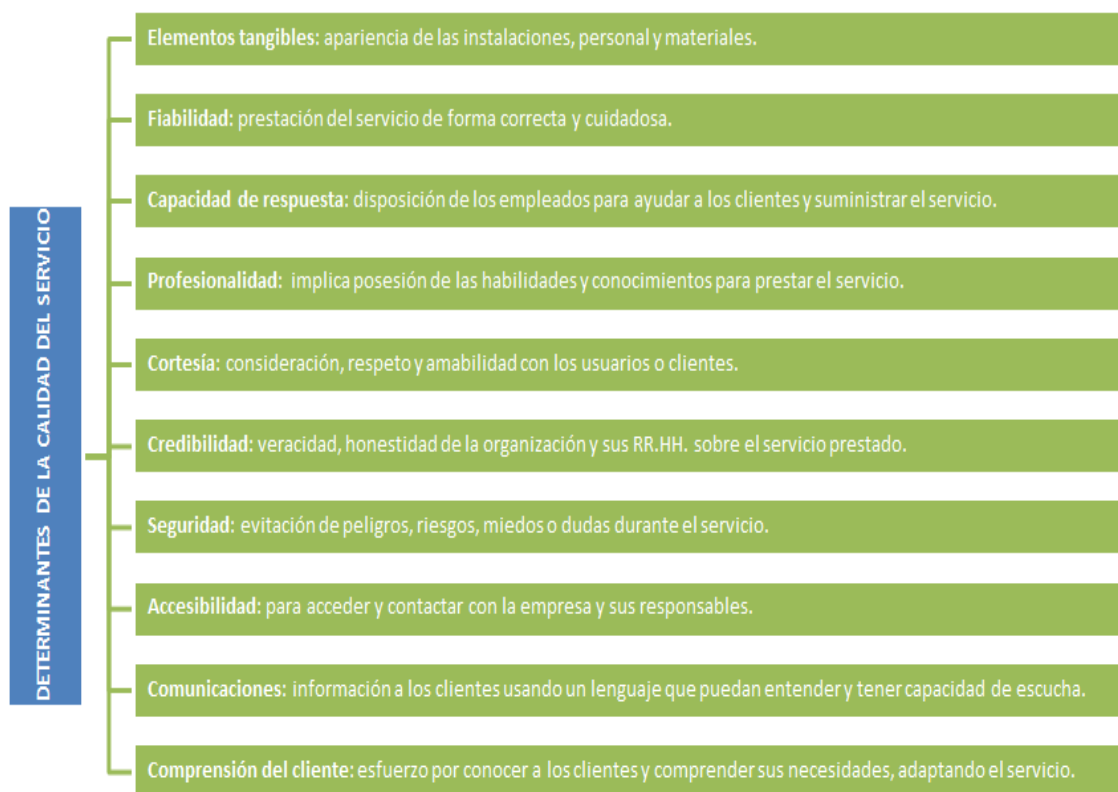 DETERMINANTES DE LA CALIDAD DEL SERVICIO
Elementos tangibles: apariencia de las instalaciones, personal y materiales.
Fiabilidad: prestación del servicio de forma correcta y cuidadosa.
Capacidad de respuesta: disposición de los empleados para ayudar a los clientes y suministrar el servicio.
Profesionalidad: implica posesión de las habilidades y conocimientos para prestar el servicio.
Cortesía: consideración, respeto y amabilidad con los usuarios o clientes.
Credibilidad: veracidad, honestidad de la organización y sus RR.HH. sobre el servicio prestado.
Seguridad: evitación de peligros, riesgos, miedos o dudas durante el servicio.
Accesibilidad: para acceder y contactar con la empresa y sus responsables.
Comunicaciones: información a los clientes usando un lenguaje que puedan entender y tener capacidad de escucha.
Comprensión del cliente: esfuerzo por conocer a los clientes y comprender sus necesidades, adaptando el servicio.